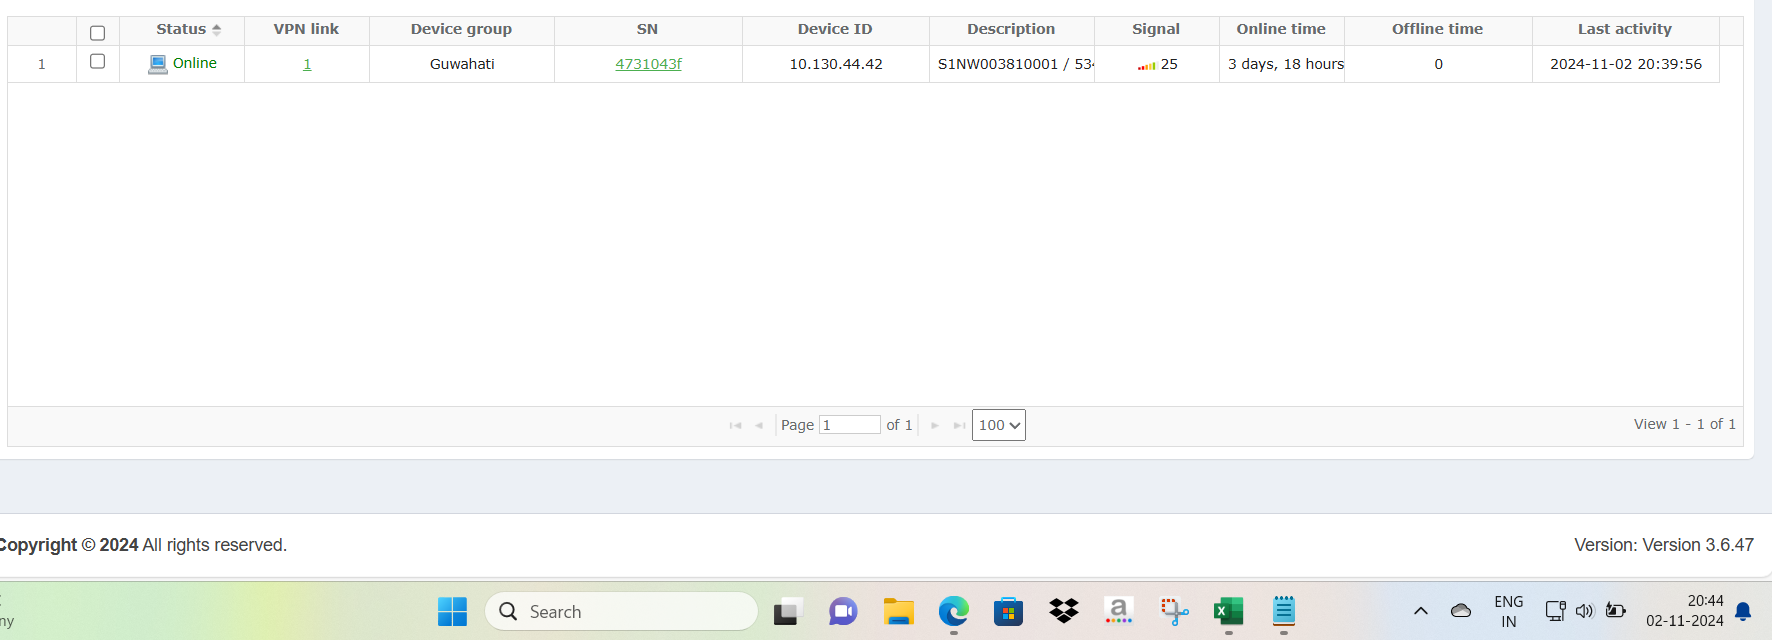 Status VPN link Device group SN Device ID Description Signal Online time Offline time Last activity
1 Online 1 Guwahati 4731043f 10.130.44.42 S1NW003810001 / 534 25 3 days, 18 hours 0 2024-11-02 20:39:56
Page 1 of 1 100 View 1 - 1 of 1
Copyright © 2024 All rights reserved. Version: Version 3.6.47
Search
ENG
IN
20:44
02-11-2024